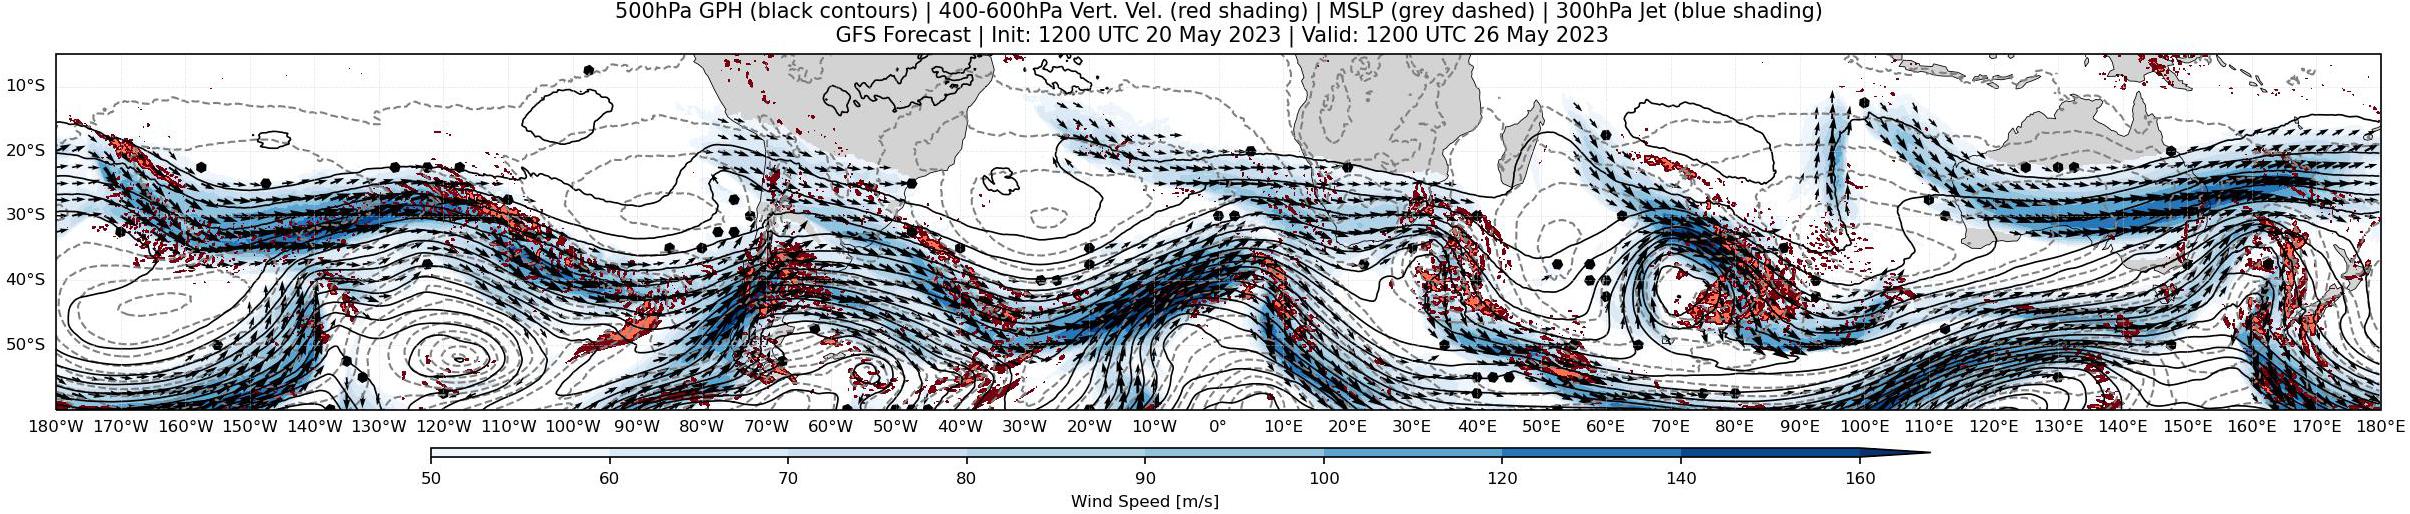 500hPa GPH (black contours) | 400-600hPa Vert. Vel. (red shading) | MSLP (grey dashed) | 300hPa Jet (blue shading)
GFS Forecast | Init: 1200 UTC 20 May 2023 | Valid: 1200 UTC 26 May 2023
10°S
20°S
30°S
40°S
50°S
180°W 170°W 160°W 150°W 140°W 130°W 120°W 110°W 100°W 90°W 80°W 70°W 60°W 50°W 40°W 30°W 20°W 10°W 0° 10°E 20°E 30°E 40°E 50°E 60°E 70°E 80°E 90°E 100°E 110°E 120°E 130°E 140°E 150°E 160°E 170°E 180°E
50 60 70 80 90 100 120 140 160
Wind Speed [m/s]